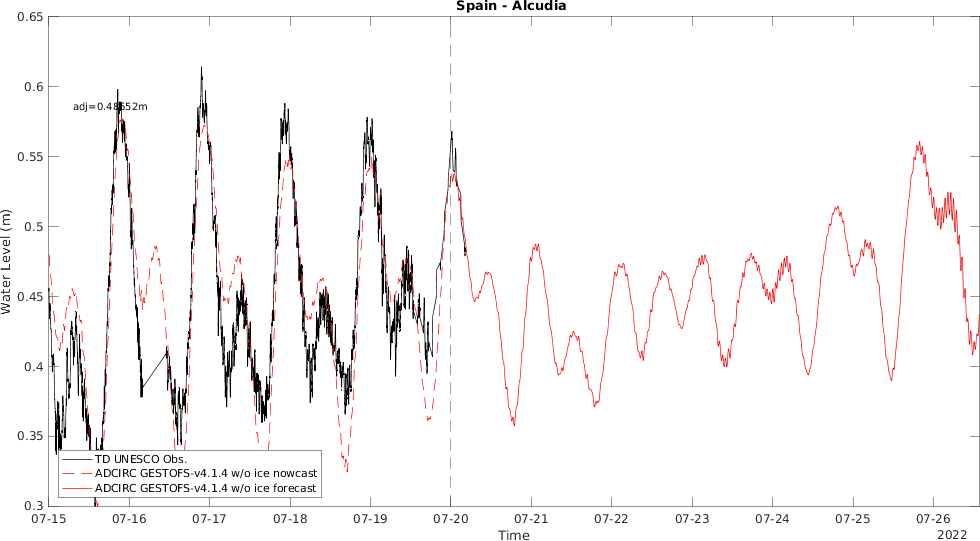 Spain - Alcudia
0.65
0.6
0.55
0.5
0.45
0.4
0.35
0.3
Water Level (m)
adj=0.48652m
TD UNESCO Obs.
ADCIRC GESTOFS-v4.1.4 w/o ice nowcast
ADCIRC GESTOFS-v4.1.4 w/o ice forecast
07-15 07-16 07-17 07-18 07-19 07-20 07-21 07-22 07-23 07-24 07-25 07-26
Time
2022